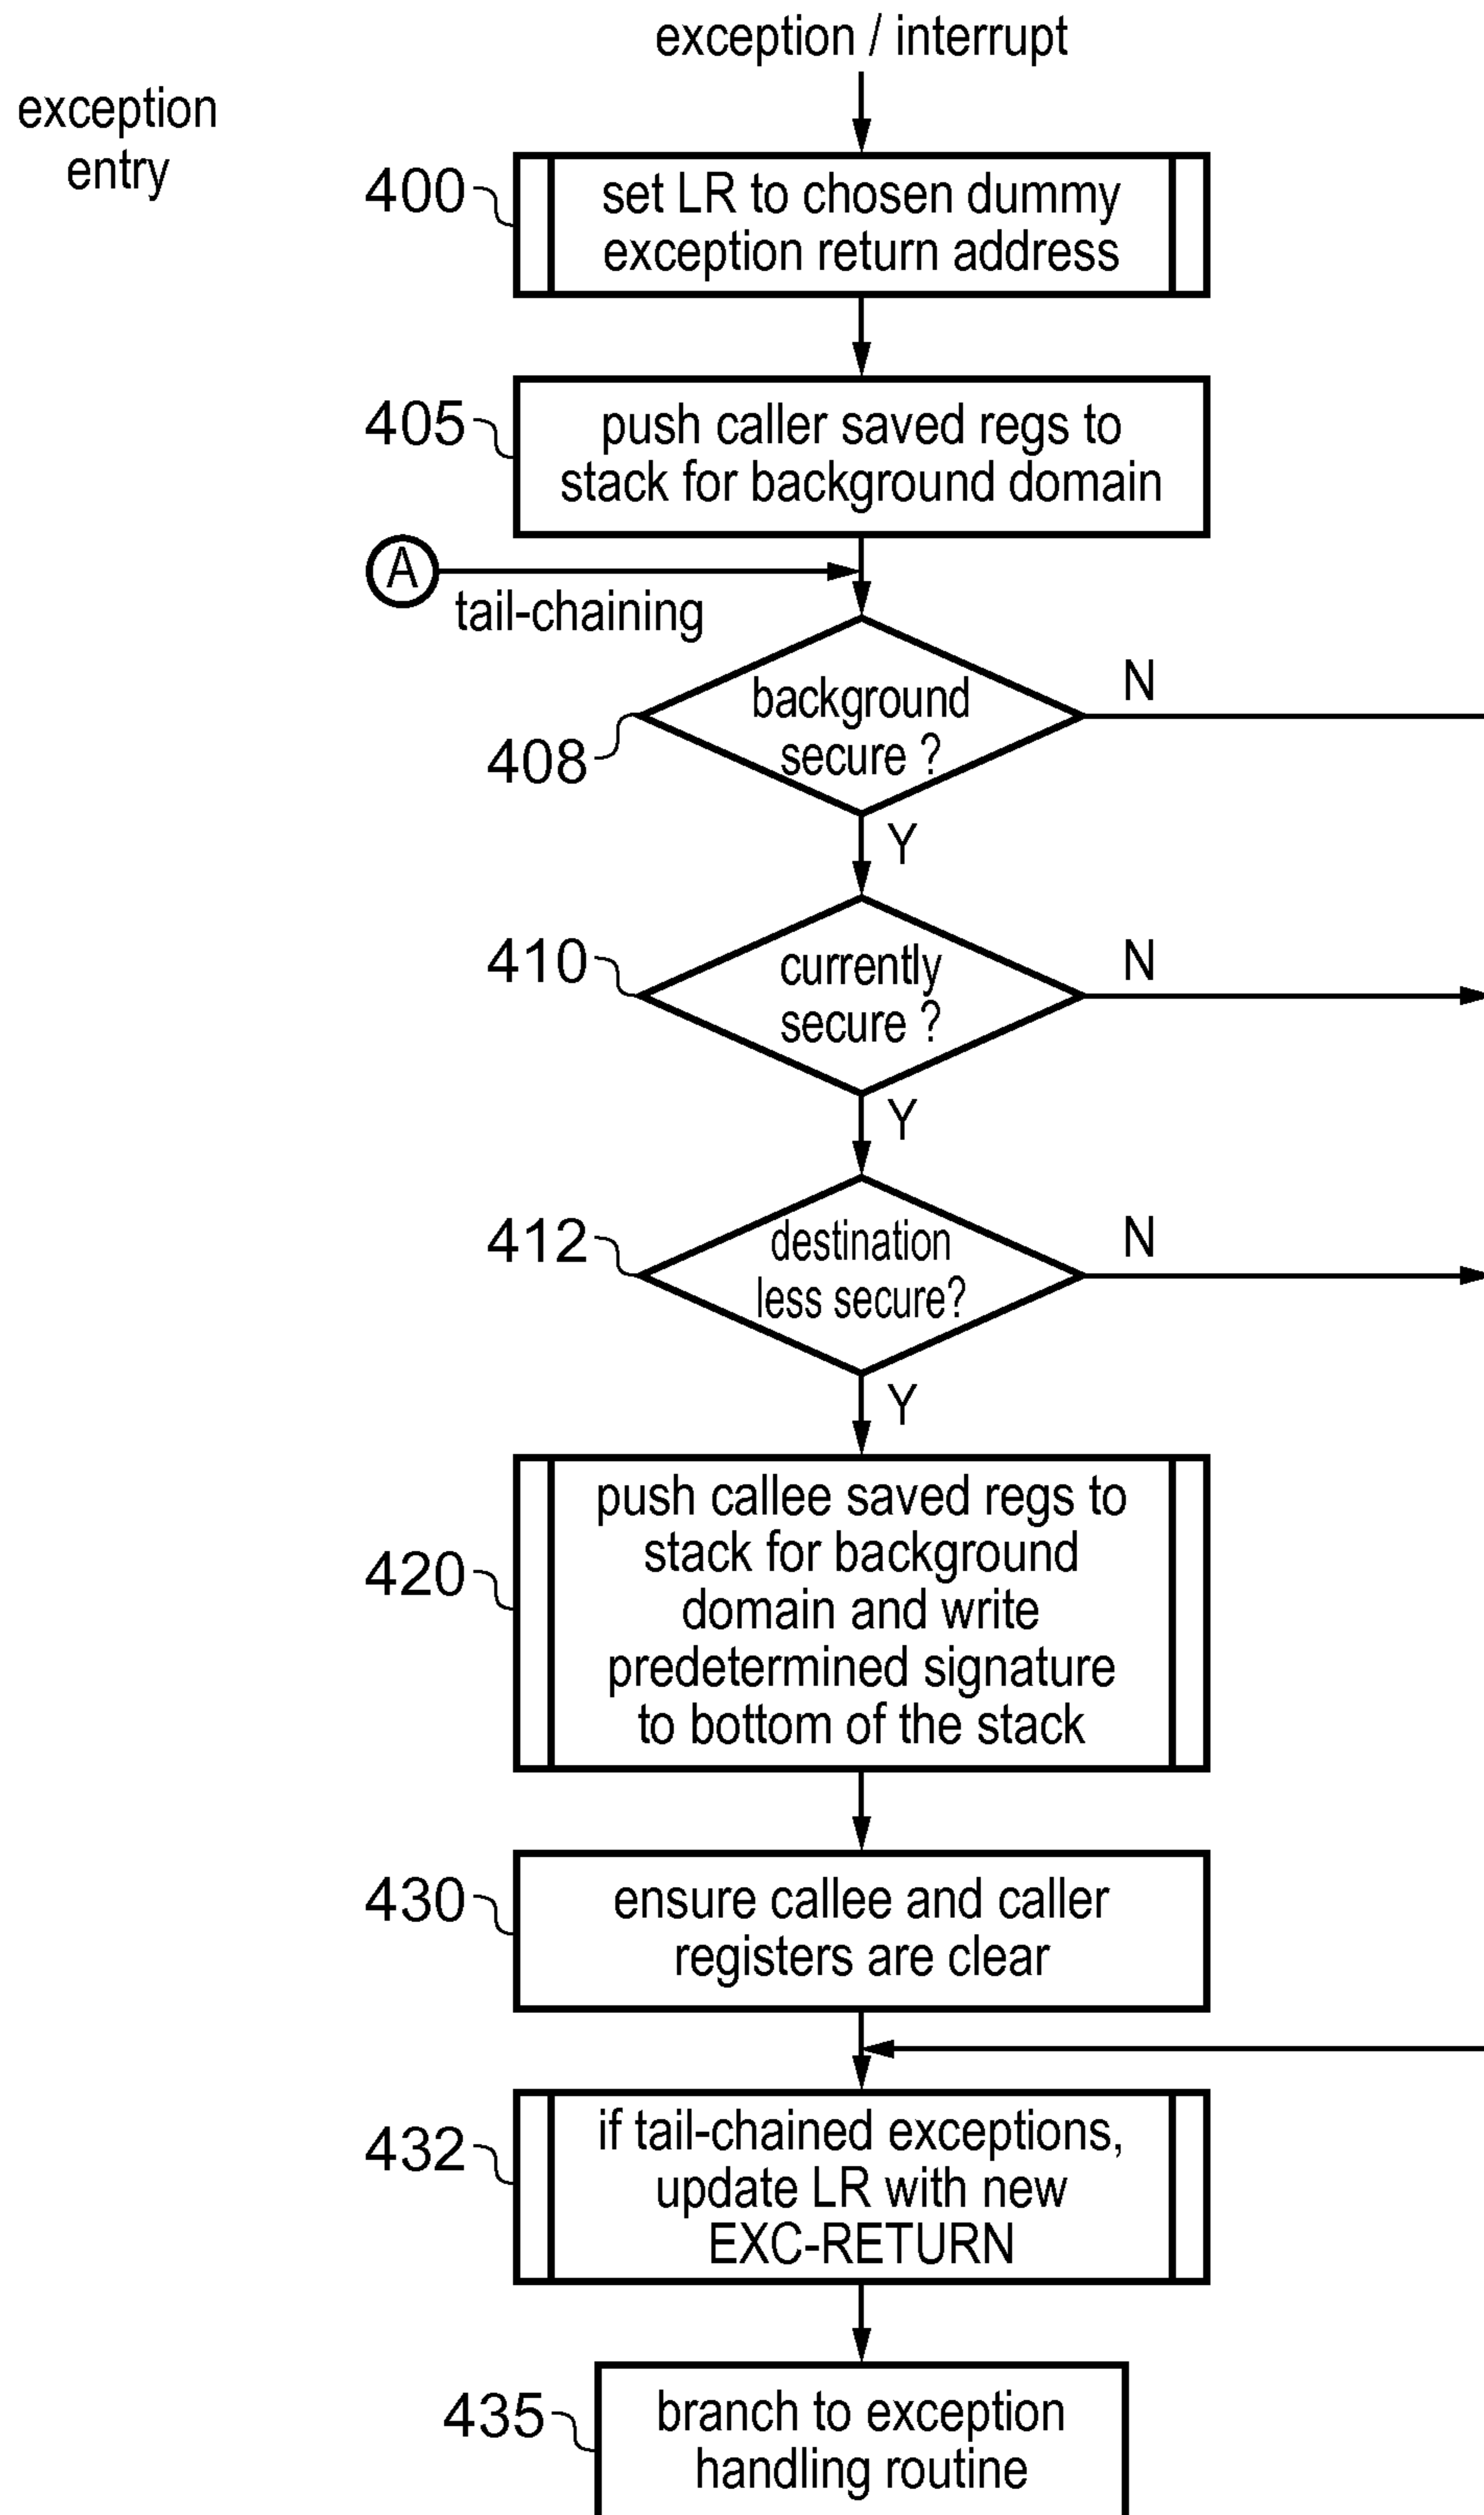 exception / interrupt
exception
entry
400
set LR to chosen dummy
exception return address
405
push caller saved regs to
stack for background domain
A
tail-chaining
408
background
secure ?
N
Y
410
currently
secure ?
N
Y
412
destination
less secure?
N
Y
420
push callee saved regs to
stack for background
domain and write
predetermined signature
to bottom of the stack
430
ensure callee and caller
registers are clear
432
if tail-chained exceptions,
update LR with new
EXC-RETURN
435
branch to exception
handling routine